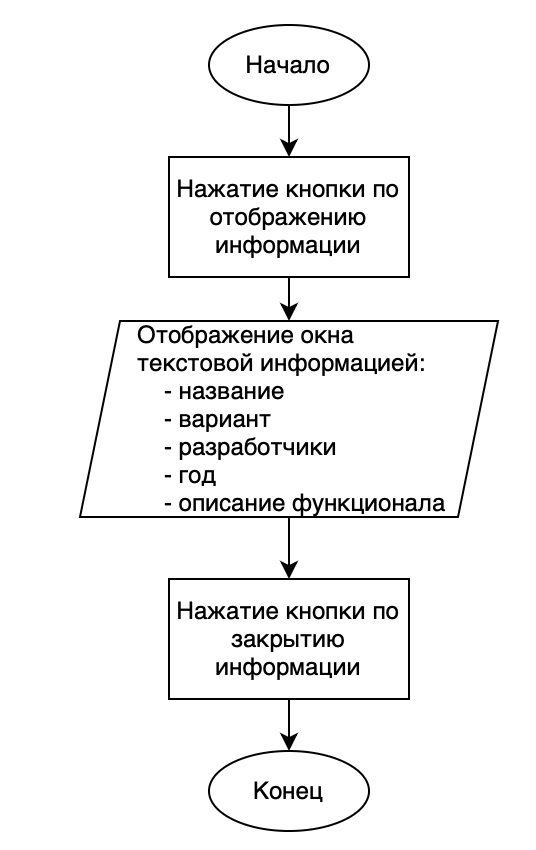 Начало
Нажатие кнопки по
отображению
информации
Отображение окна
текстовой информацией:
- название
- вариант
- разработчики
- год
- описание функционала
Нажатие кнопки по
закрытию
информации
Конец